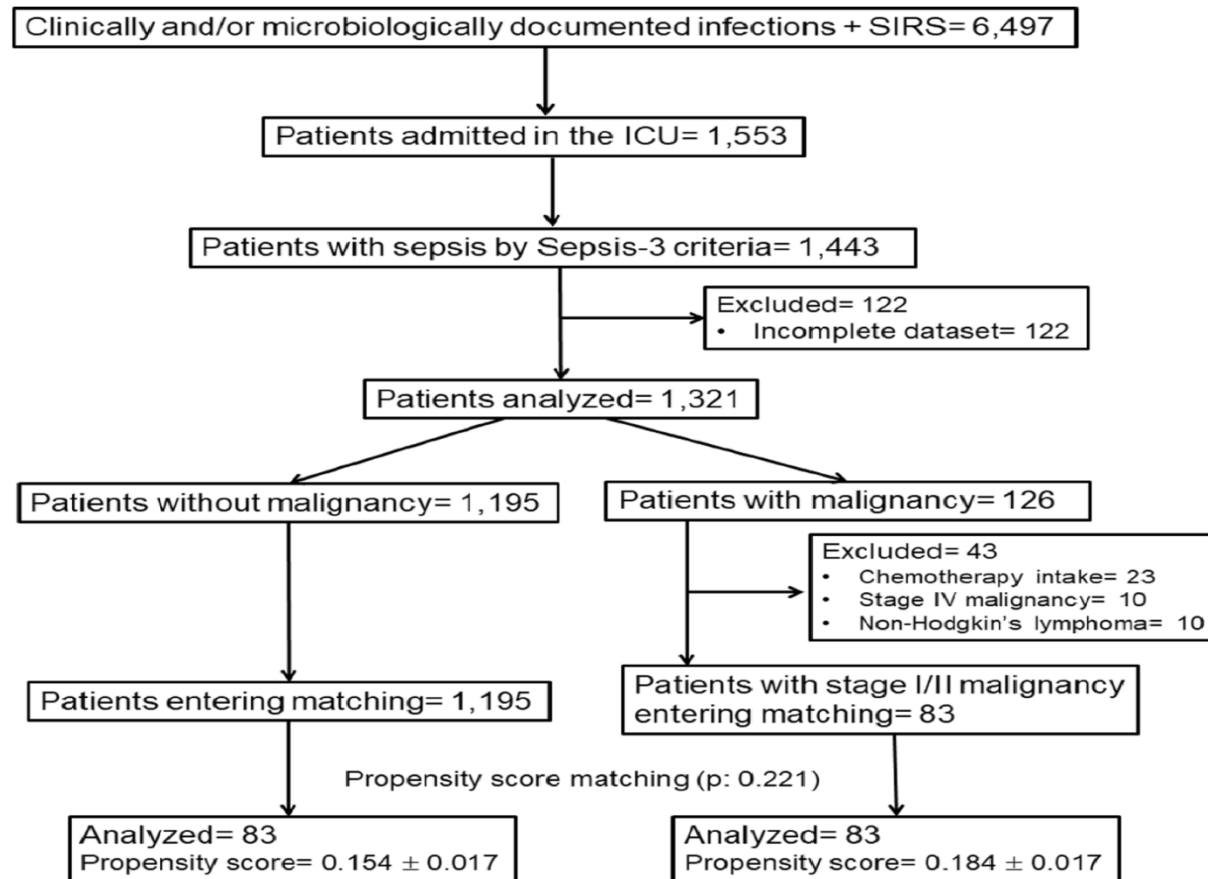 Clinically and/or microbiologically documented infections + SIRS= 6,497
Patients admitted in the ICU= 1,553
Patients with sepsis by Sepsis-3 criteria= 1,443
Excluded= 122
• Incomplete dataset= 122
Patients analyzed= 1,321
Patients without malignancy= 1,195
Patients with malignancy= 126
Excluded= 43
• Chemotherapy intake= 23
• Stage IV malignancy= 10
• Non-Hodgkin's lymphoma= 10
Patients entering matching= 1,195
Patients with stage I/II malignancy
entering matching= 83
Propensity score matching (p: 0.221)
Analyzed= 83
Propensity score= 0.154 ± 0.017
Analyzed= 83
Propensity score= 0.184 ± 0.017